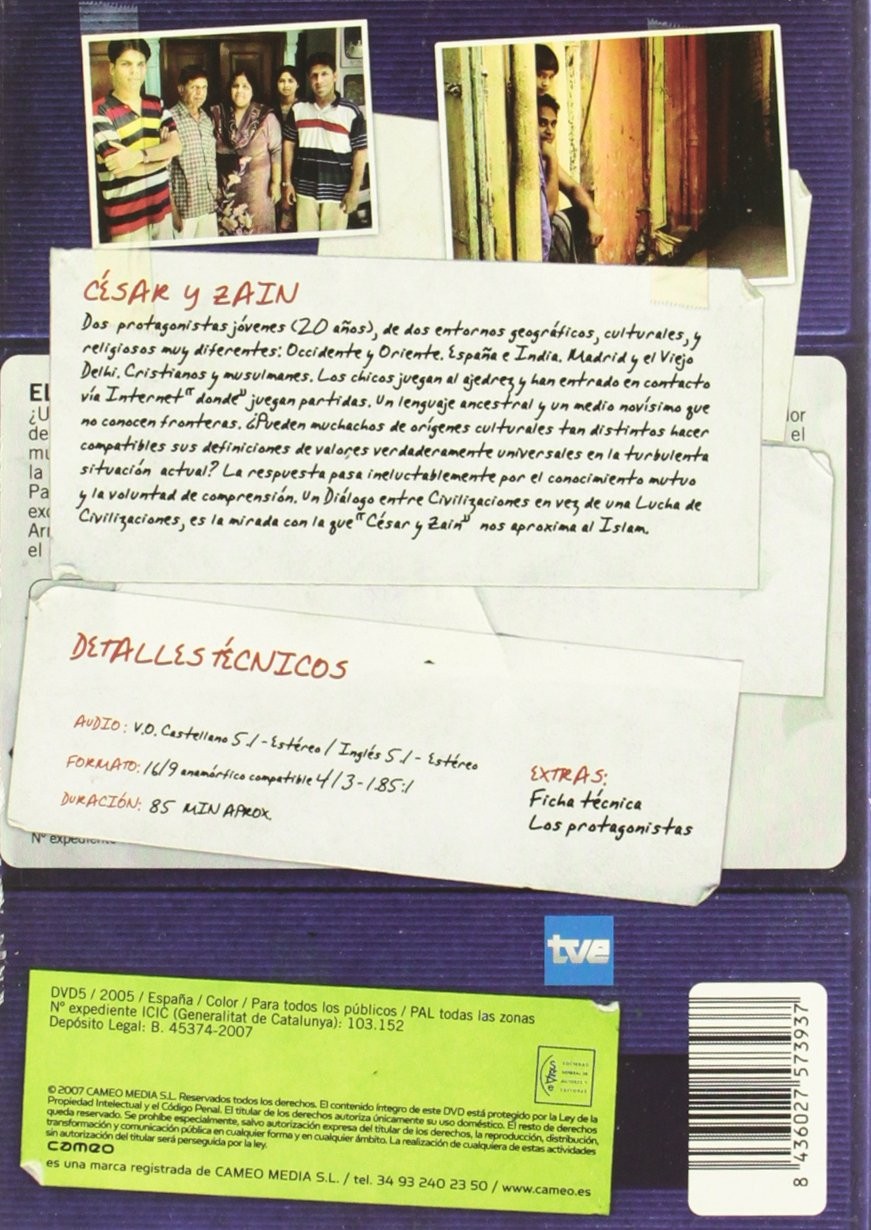 CÉSAR Y ZAIN
Dos protagonistas jóvenes (20 años), de dos entornos geográficos, culturales, y
religiosos muy diferentes: Occidente y Oriente. España e India. Madrid y el Viejo
Delhi. Cristianos y musulmanes. Los chicos juegan al ajedrez y han entrado en contacto
vía Internet "donde" juegan partidas. Un lenguaje ancestral y un medio novísimo que
no conocen fronteras. ¿Pueden muchachos de orígenes culturales tan distintos hacer
compatibles sus definiciones de valores verdaderamente universales en la turbulenta
situación actual? La respuesta pasa ineluctablemente por el conocimiento mutuo
y la voluntad de comprensión. Un Diálogo entre Civilizaciones en vez de una Lucha de
Civilizaciones, es la mirada con la que "César y Zain" nos aproxima al Islam.
DETALLES TÉCNICOS
AUDIO: V.O. Castellano 5.1 - Estéreo / Inglés 5.1 - Estéreo
FORMATO: 16/9 anamórfico compatible 4/3 - 1.85:1
DURACIÓN: 85 MIN APROX.
EXTRAS:
Ficha técnica
Los protagonistas
Nº expediente
tve
DVD5 / 2005 / España / Color / Para todos los públicos / PAL todas las zonas
Nº expediente ICIC (Generalitat de Catalunya): 103.152
Depósito Legal: B. 45374-2007
SOCIEDAD
GENERAL DE
AUTORES Y
EDITORES
© 2007 CAMEO MEDIA S.L. Reservados todos los derechos. El contenido íntegro de este DVD está protegido por la Ley de la
Propiedad Intelectual y el Código Penal. El titular de los derechos autoriza únicamente su uso doméstico. El resto de derechos
queda reservado. Se prohíbe especialmente, salvo autorización expresa del titular de los derechos, la reproducción, distribución,
transformación y comunicación pública en cualquier forma y en cualquier ámbito. La realización de cualquiera de estas actividades
sin autorización del titular será perseguida por la ley.
cameo
es una marca registrada de CAMEO MEDIA S.L. / tel. 34 93 240 23 50 / www.cameo.es
8 436027 573937